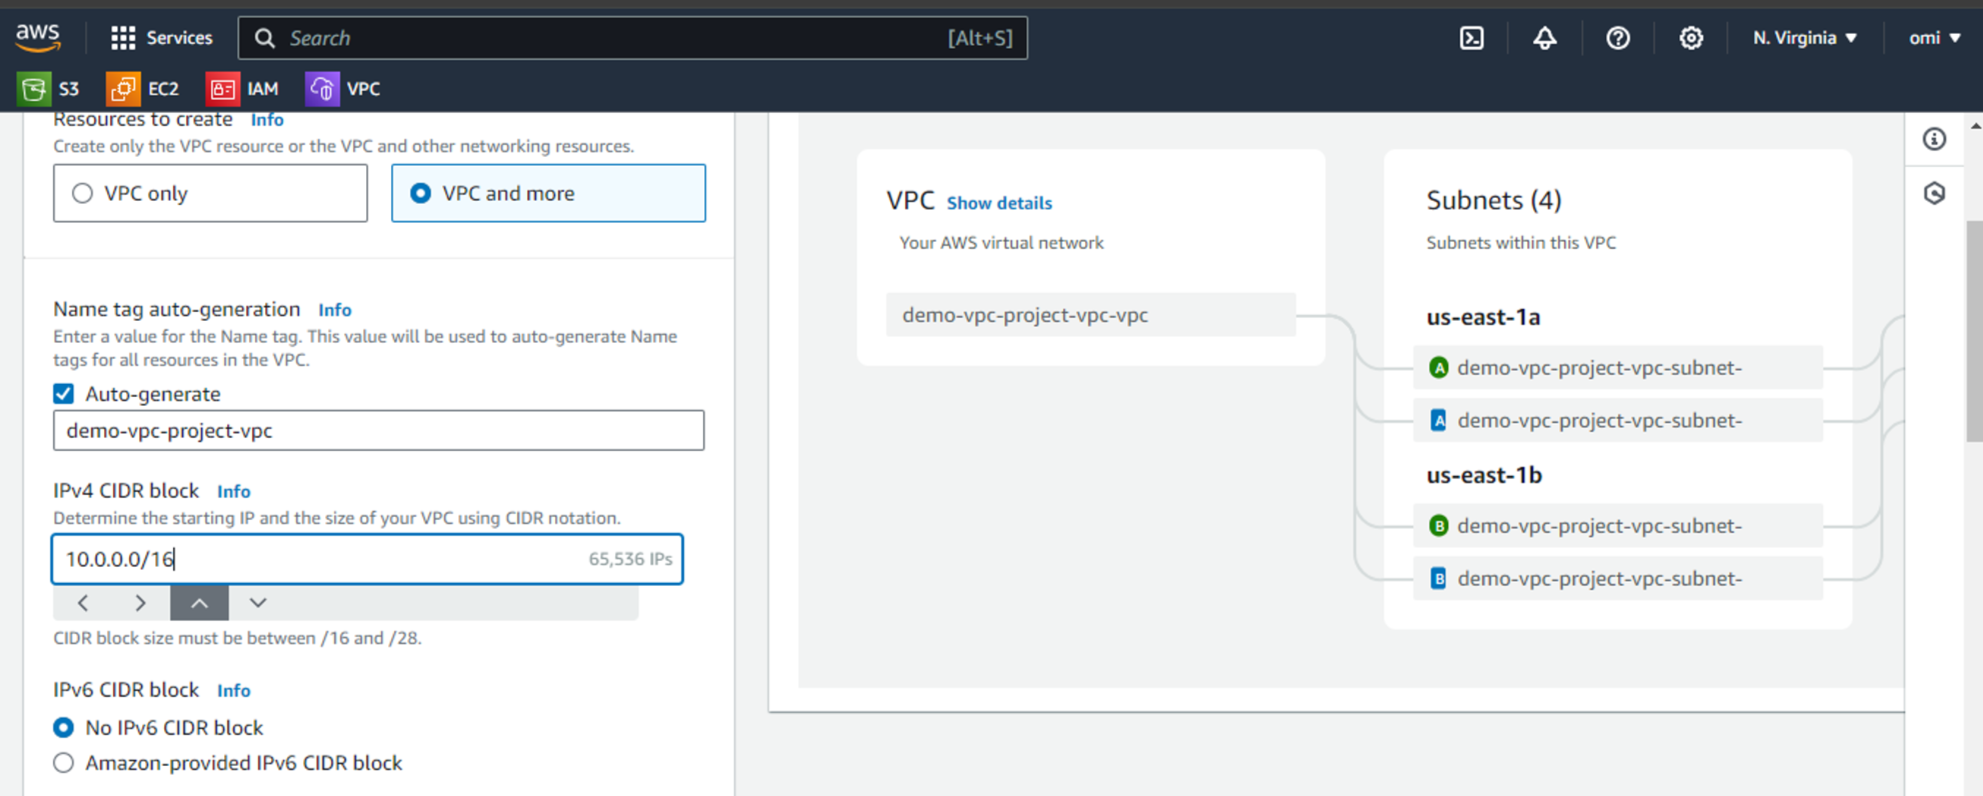 aws
Services
Search
[Alt+S]
N. Virginia
omi
S3
EC2
IAM
VPC
Resources to create Info
Create only the VPC resource or the VPC and other networking resources.
VPC only
VPC and more
Name tag auto-generation Info
Enter a value for the Name tag. This value will be used to auto-generate Name
tags for all resources in the VPC.
Auto-generate
demo-vpc-project-vpc
IPv4 CIDR block Info
Determine the starting IP and the size of your VPC using CIDR notation.
10.0.0.0/16
65,536 IPs
CIDR block size must be between /16 and /28.
IPv6 CIDR block Info
No IPv6 CIDR block
Amazon-provided IPv6 CIDR block
VPC Show details
Your AWS virtual network
demo-vpc-project-vpc-vpc
Subnets (4)
Subnets within this VPC
us-east-1a
A demo-vpc-project-vpc-subnet-
A demo-vpc-project-vpc-subnet-
us-east-1b
B demo-vpc-project-vpc-subnet-
B demo-vpc-project-vpc-subnet-